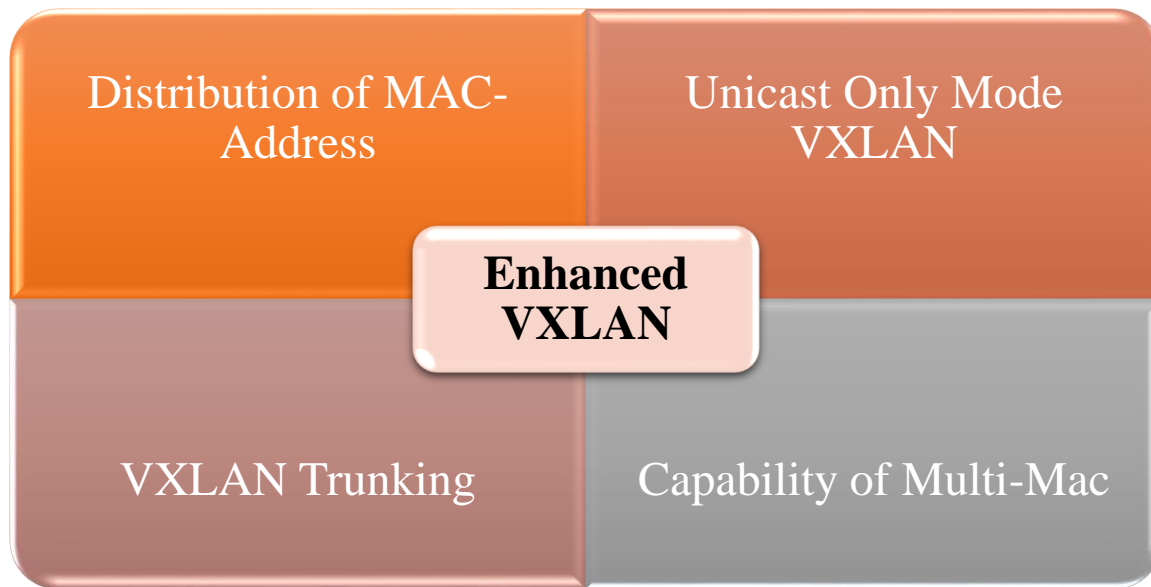 Distribution of MAC-
Address
Unicast Only Mode
VXLAN
Enhanced
VXLAN
VXLAN Trunking
Capability of Multi-Mac